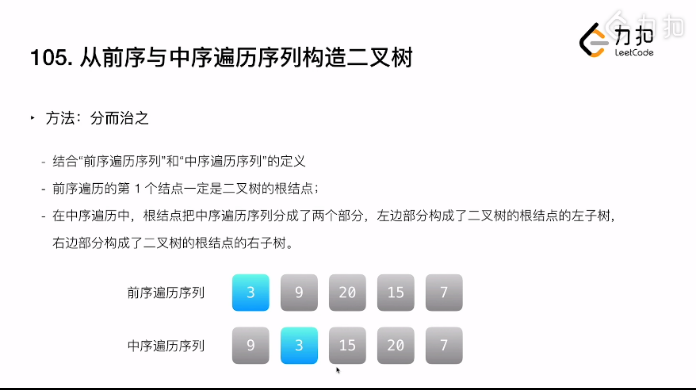 力扣
力扣
LeetCode
105. 从前序与中序遍历序列构造二叉树
‣ 方法：分而治之
- 结合“前序遍历序列”和“中序遍历序列”的定义
- 前序遍历的第 1 个结点一定是二叉树的根结点；
- 在中序遍历中，根结点把中序遍历序列分成了两个部分，左边部分构成了二叉树的根结点的左子树，
右边部分构成了二叉树的根结点的右子树。
前序遍历序列 3 9 20 15 7
中序遍历序列 9 3 15 20 7